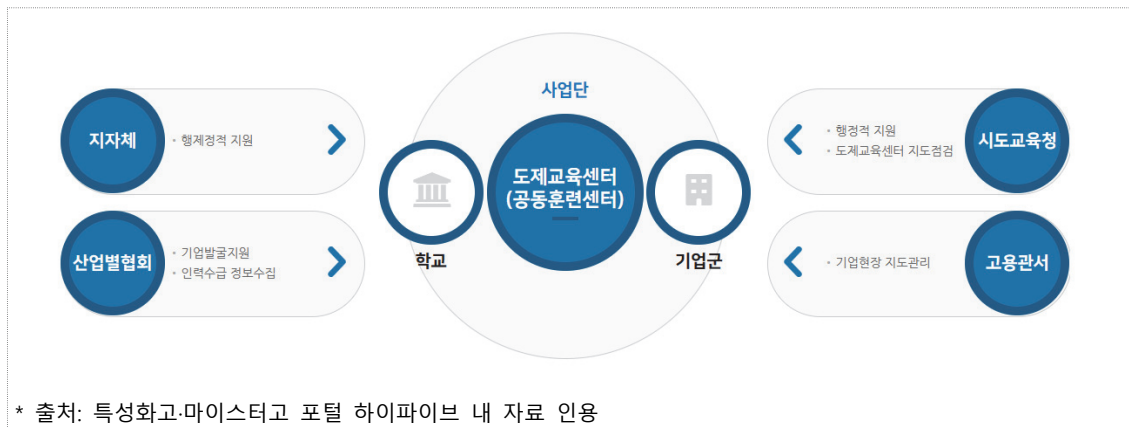 지자체
• 행제정적 지원
산업별협회
• 기업발굴지원
• 인력수급 정보수집
사업단
도제교육센터
(공동훈련센터)
학교
기업군
• 행정적 지원
• 도제교육센터 지도점검
시도교육청
• 기업현장 지도관리
고용관서
* 출처: 특성화고·마이스터고 포털 하이파이브 내 자료 인용